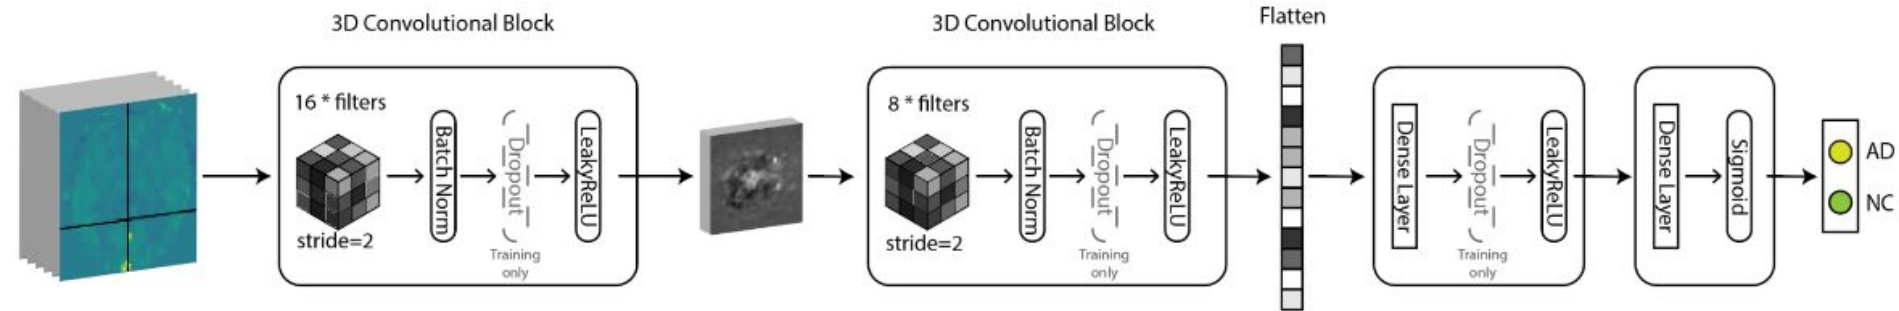 3D Convolutional Block
16 * filters
stride=2
Batch Norm
Dropout
Training
only
LeakyReLU
3D Convolutional Block
8 * filters
stride=2
Batch Norm
Dropout
Training
only
LeakyReLU
Flatten
Dense Layer
Dropout
Training
only
LeakyReLU
Dense Layer
Sigmoid
AD
NC